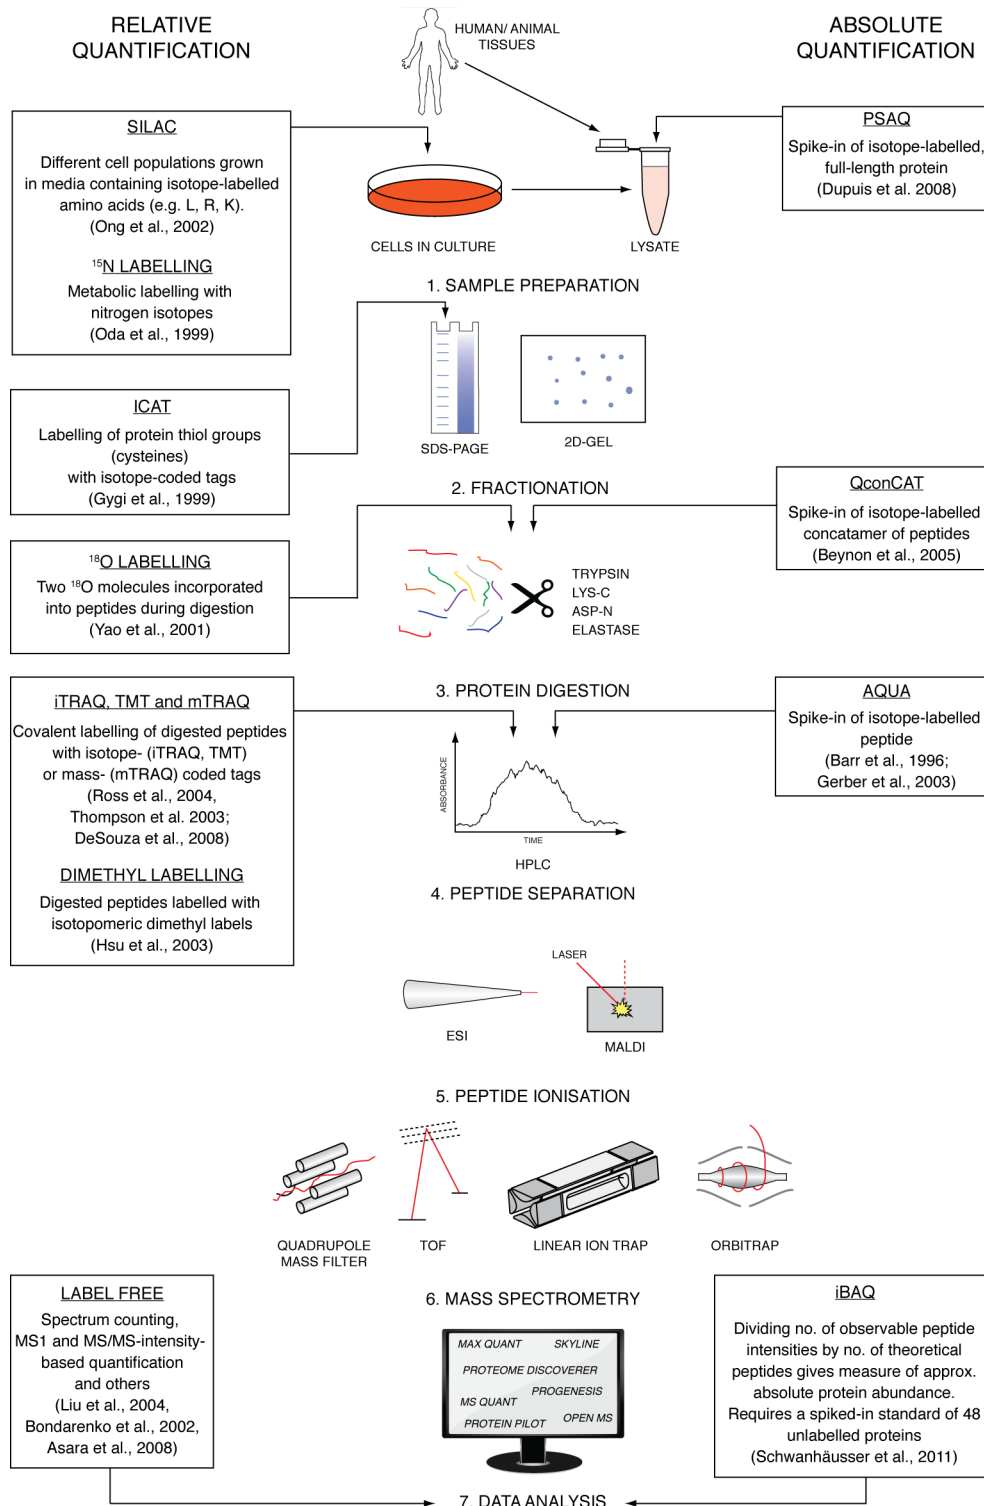 RELATIVE
QUANTIFICATION
HUMAN/ ANIMAL
TISSUES
ABSOLUTE
QUANTIFICATION
SILAC
Different cell populations grown
in media containing isotope-labelled
amino acids (e.g. L, R, K).
(Ong et al., 2002)
¹⁵N LABELLING
Metabolic labelling with
nitrogen isotopes
(Oda et al., 1999)
PSAQ
Spike-in of isotope-labelled,
full-length protein
(Dupuis et al. 2008)
CELLS IN CULTURE
LYSATE
1. SAMPLE PREPARATION
ICAT
Labelling of protein thiol groups
(cysteines)
with isotope-coded tags
(Gygi et al., 1999)
SDS-PAGE
2D-GEL
2. FRACTIONATION
QconCAT
Spike-in of isotope-labelled
concatamer of peptides
(Beynon et al., 2005)
¹⁸O LABELLING
Two ¹⁸O molecules incorporated
into peptides during digestion
(Yao et al., 2001)
TRYPSIN
LYS-C
ASP-N
ELASTASE
3. PROTEIN DIGESTION
iTRAQ, TMT and mTRAQ
Covalent labelling of digested peptides
with isotope- (iTRAQ, TMT)
or mass- (mTRAQ) coded tags
(Ross et al., 2004,
Thompson et al. 2003;
DeSouza et al., 2008)
DIMETHYL LABELLING
Digested peptides labelled with
isotopomeric dimethyl labels
(Hsu et al., 2003)
AQUA
Spike-in of isotope-labelled
peptide
(Barr et al., 1996;
Gerber et al., 2003)
ABSORBANCE
TIME
HPLC
4. PEPTIDE SEPARATION
LASER
ESI
MALDI
5. PEPTIDE IONISATION
QUADRUPOLE
MASS FILTER
TOF
LINEAR ION TRAP
ORBITRAP
6. MASS SPECTROMETRY
LABEL FREE
Spectrum counting,
MS1 and MS/MS-intensity-
based quantification
and others
(Liu et al., 2004,
Bondarenko et al., 2002,
Asara et al., 2008)
MAX QUANT
SKYLINE
PROTEOME DISCOVERER
PROGENESIS
MS QUANT
OPEN MS
PROTEIN PILOT
iBAQ
Dividing no. of observable peptide
intensities by no. of theoretical
peptides gives measure of approx.
absolute protein abundance.
Requires a spiked-in standard of 48
unlabelled proteins
(Schwanhäusser et al., 2011)
7. DATA ANALYSIS